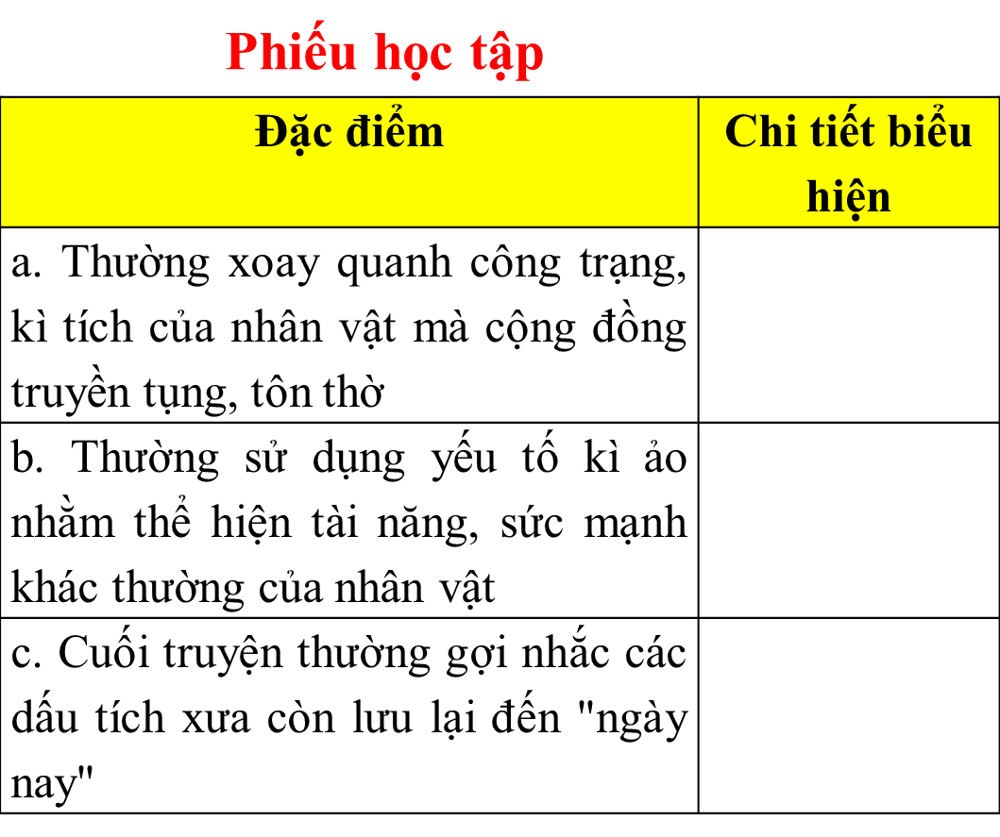 Phiếu học tập
Đặc điểm
Chi tiết biểu
hiện
a. Thường xoay quanh công trạng,
kì tích của nhân vật mà cộng đồng
truyền tụng, tôn thờ
b. Thường sử dụng yếu tố kì ảo
nhằm thể hiện tài năng, sức mạnh
khác thường của nhân vật
c. Cuối truyện thường gợi nhắc các
dấu tích xưa còn lưu lại đến "ngày
nay"